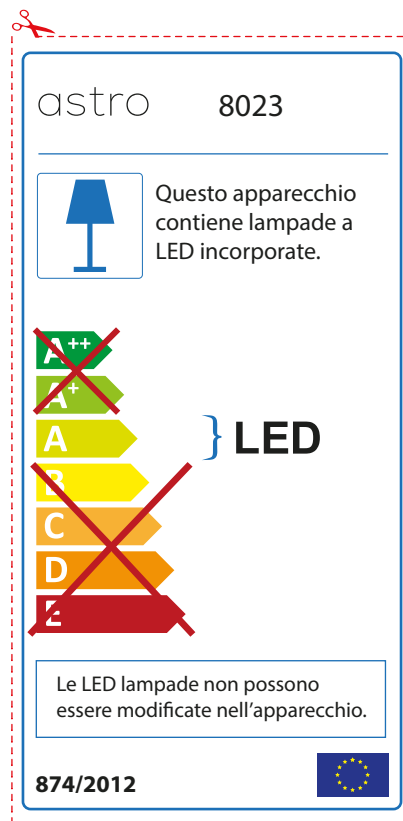 astro 8023
Questo apparecchio
contiene lampade a
LED incorporate.
A++
A+
A
LED
B
C
D
E
Le LED lampade non possono
essere modificate nell'apparecchio.
874/2012